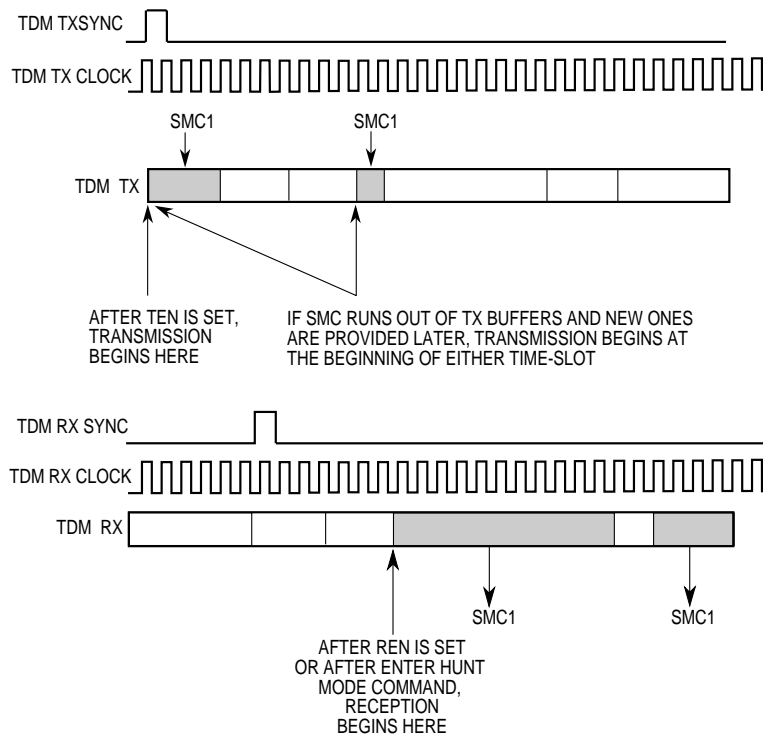 TDM TXSYNC
TDM TX CLOCK
SMC1 SMC1
TDM TX
AFTER TEN IS SET,
TRANSMISSION
BEGINS HERE
IF SMC RUNS OUT OF TX BUFFERS AND NEW ONES
ARE PROVIDED LATER, TRANSMISSION BEGINS AT
THE BEGINNING OF EITHER TIME-SLOT
TDM RX SYNC
TDM RX CLOCK
TDM RX
SMC1 SMC1
AFTER REN IS SET
OR AFTER ENTER HUNT
MODE COMMAND,
RECEPTION
BEGINS HERE